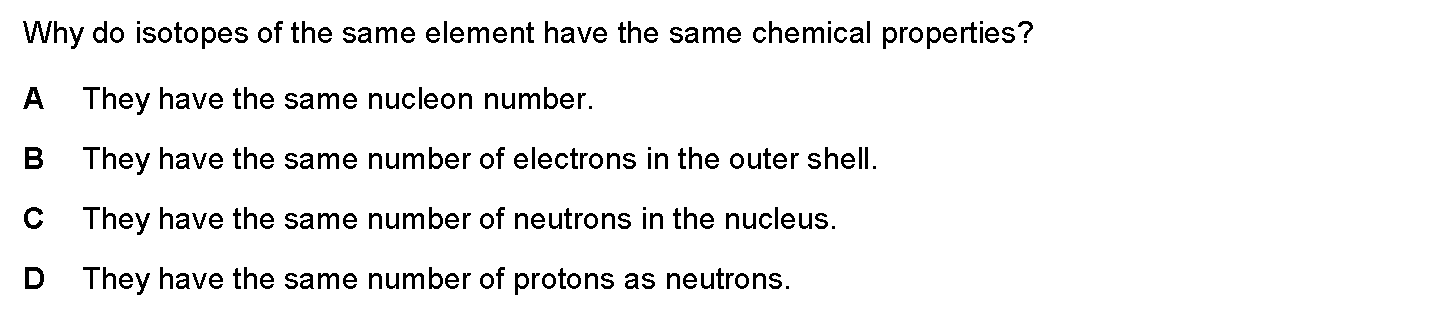 Why do isotopes of the same element have the same chemical properties?
A They have the same nucleon number.
B They have the same number of electrons in the outer shell.
C They have the same number of neutrons in the nucleus.
D They have the same number of protons as neutrons.